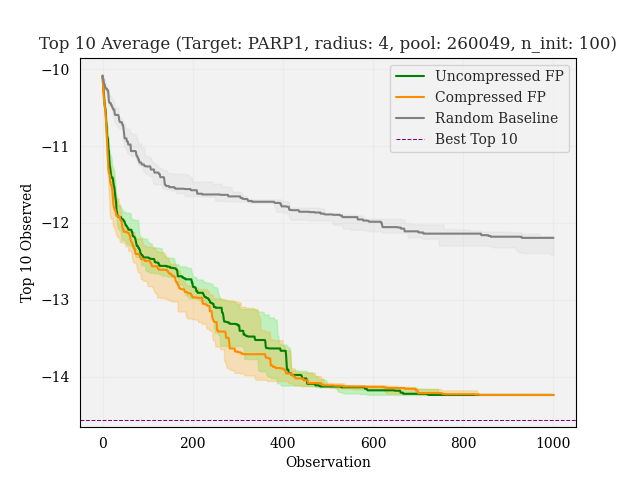 Top 10 Average (Target: PARP1, radius: 4, pool: 260049, n_init: 100)
Uncompressed FP
Compressed FP
Random Baseline
Best Top 10
Top 10 Observed
−10
−11
−12
−13
−14
0 200 400 600 800 1000
Observation